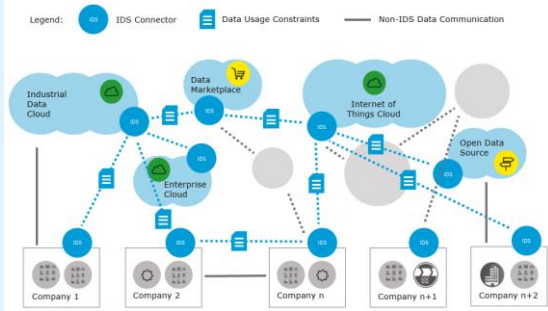 Legend:
IDS
IDS Connector
Data Usage Constraints
Non-IDS Data Communication
Industrial
Data
Cloud
Data
Marketplace
Internet of
Things Cloud
Open Data
Source
Enterprise
Cloud
IDS
IDS
IDS
IDS
IDS
IDS
IDS
IDS
IDS
IDS
Company 1
Company 2
Company n
Company n+1
Company n+2